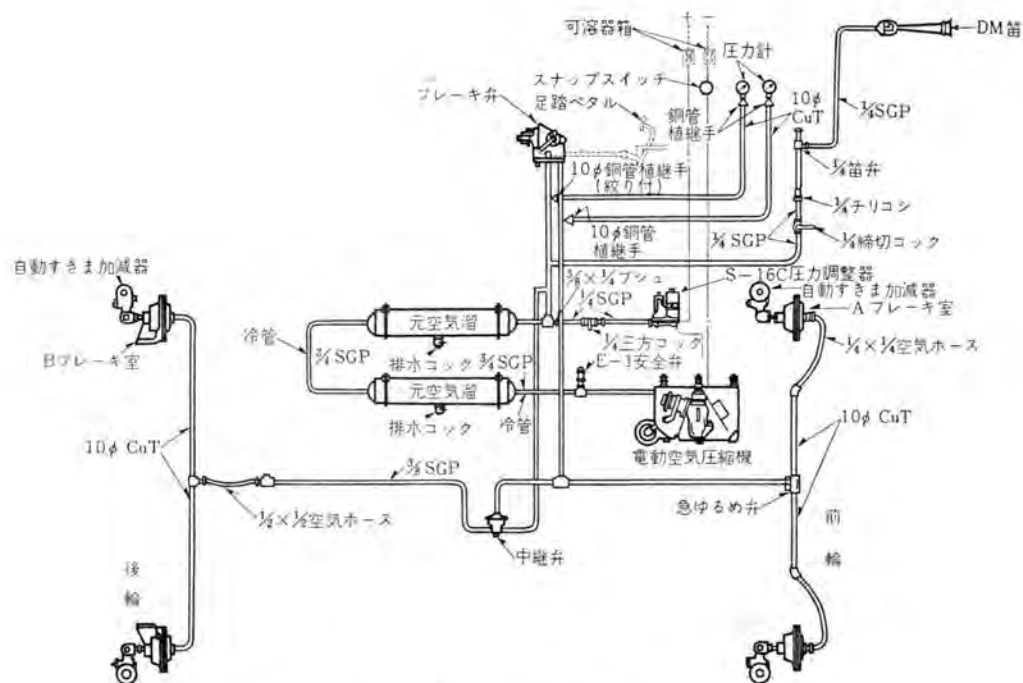 DM笛
可溶器箱
圧力計
スナップスイッチ
ブレーキ弁
足踏ペタル
銅管
植継手
10φ
CuT
¼SGP
10φ銅管植継手
(絞り付)
¼笛弁
¼チリコシ
10φ銅管
植継手
¼SGP
¼締切コック
自動すきま加減器
⅜×¼ブシュ
S-16C圧力調整器
¼SGP
自動すきま加減器
Aブレーキ室
元空気溜
冷管
Bブレーキ室
¾SGP
排水コック
¾SGP
¼三方コック
E-1安全弁
¼×¼空気ホース
元空気溜
排水コック
冷管
電動空気圧縮機
10φ CuT
10φ CuT
⅜SGP
½×½空気ホース
急ゆるめ弁
前輪
中継弁
後輪